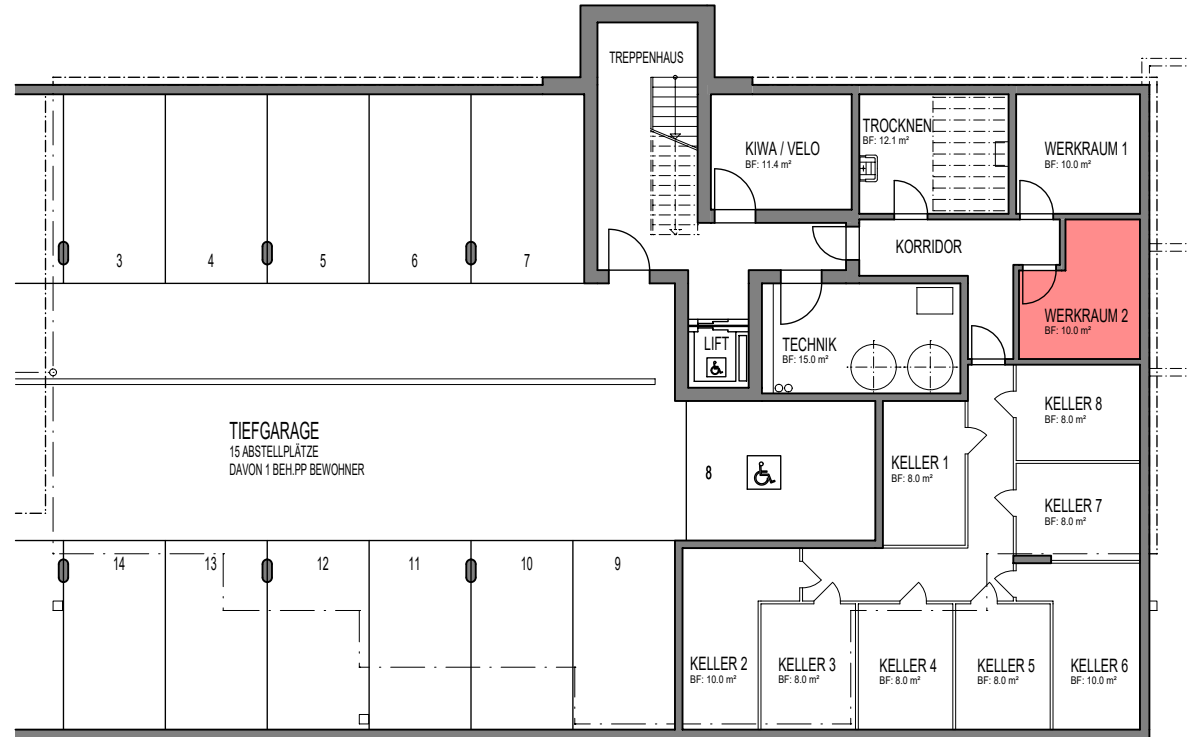 TREPPENHAUS
KIWA / VELO
BF: 11.4 m²
TROCKNEN
BF: 12.1 m²
WERKRAUM 1
BF: 10.0 m²
3
4
5
6
7
KORRIDOR
WERKRAUM 2
BF: 10.0 m²
LIFT
TECHNIK
BF: 15.0 m²
TIEFGARAGE
15 ABSTELLPLÄTZE
DAVON 1 BEH.PP BEWOHNER
8
KELLER 1
BF: 8.0 m²
KELLER 8
BF: 8.0 m²
KELLER 7
BF: 8.0 m²
14
13
12
11
10
9
KELLER 2
BF: 10.0 m²
KELLER 3
BF: 8.0 m²
KELLER 4
BF: 8.0 m²
KELLER 5
BF: 8.0 m²
KELLER 6
BF: 10.0 m²